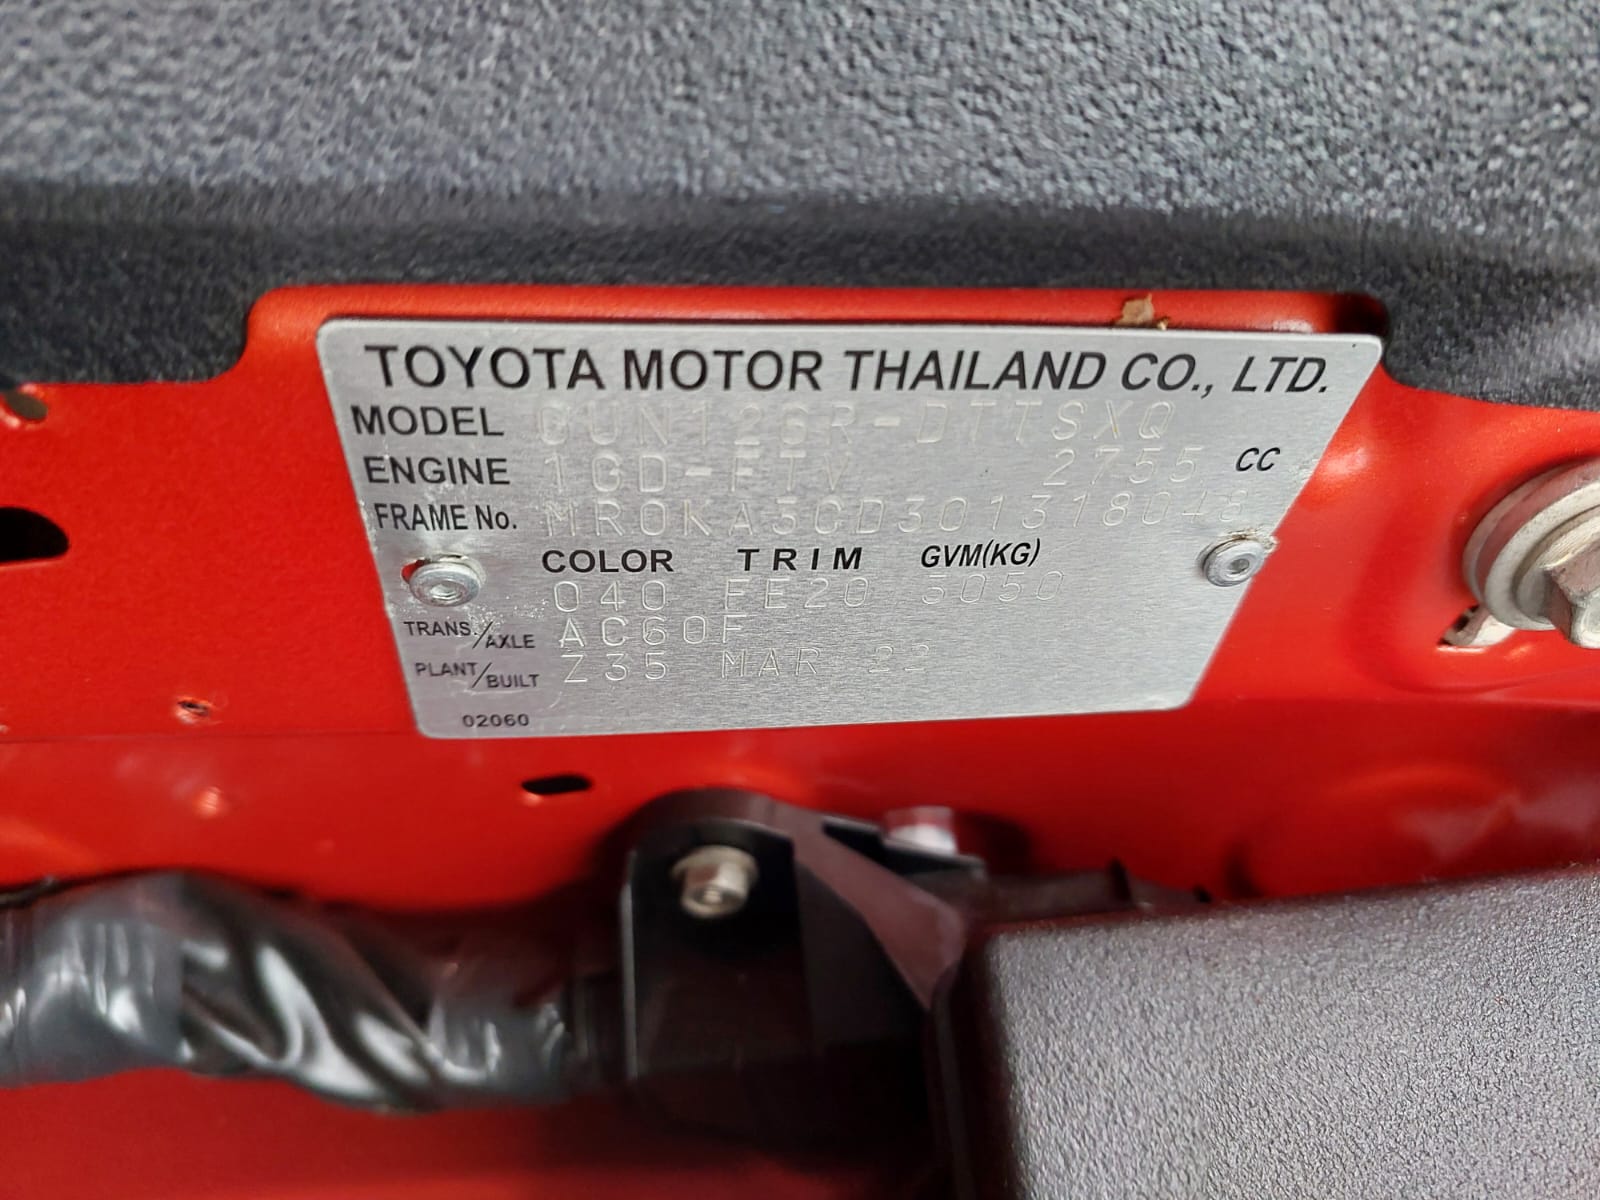 TOYOTA MOTOR THAILAND CO., LTD.
MODEL GUN126R-DTTSXQ
ENGINE 1GD-FTV 2755 CC
FRAME No. MR0KA3CD301318048
COLOR TRIM GVM(KG)
040 FE20 3050
TRANS./AXLE AC60F
PLANT/BUILT Z35 MAR 22
02060